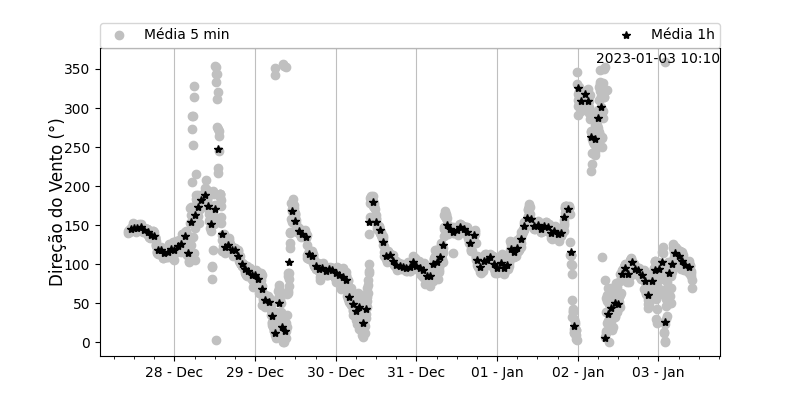 Média 5 min
Média 1h
2023-01-03 10:10
Direção do Vento (°)
350
300
250
200
150
100
50
0
28 - Dec
29 - Dec
30 - Dec
31 - Dec
01 - Jan
02 - Jan
03 - Jan